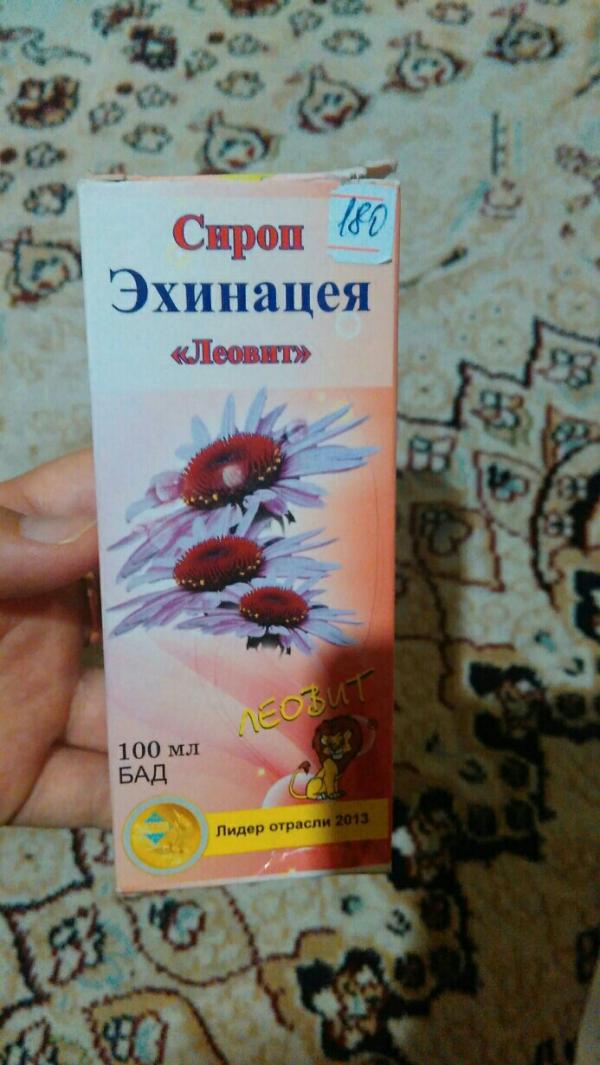 180
Сироп
Эхинацея
«Леовит»
ЛЕОВИТ
100 мл
БАД
Лидер отрасли 2013